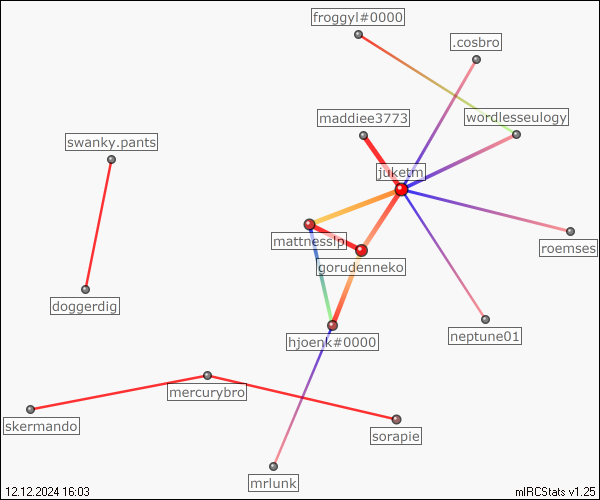 froggyl#0000
.cosbro
maddiee3773
wordlesseulogy
swanky.pants
juketm
mattnesslp
roemses
gorudenneko
doggerdig
neptune01
hjoenk#0000
mercurybro
skermando
sorapie
mrlunk
12.12.2024 16:03
mIRCStats v1.25